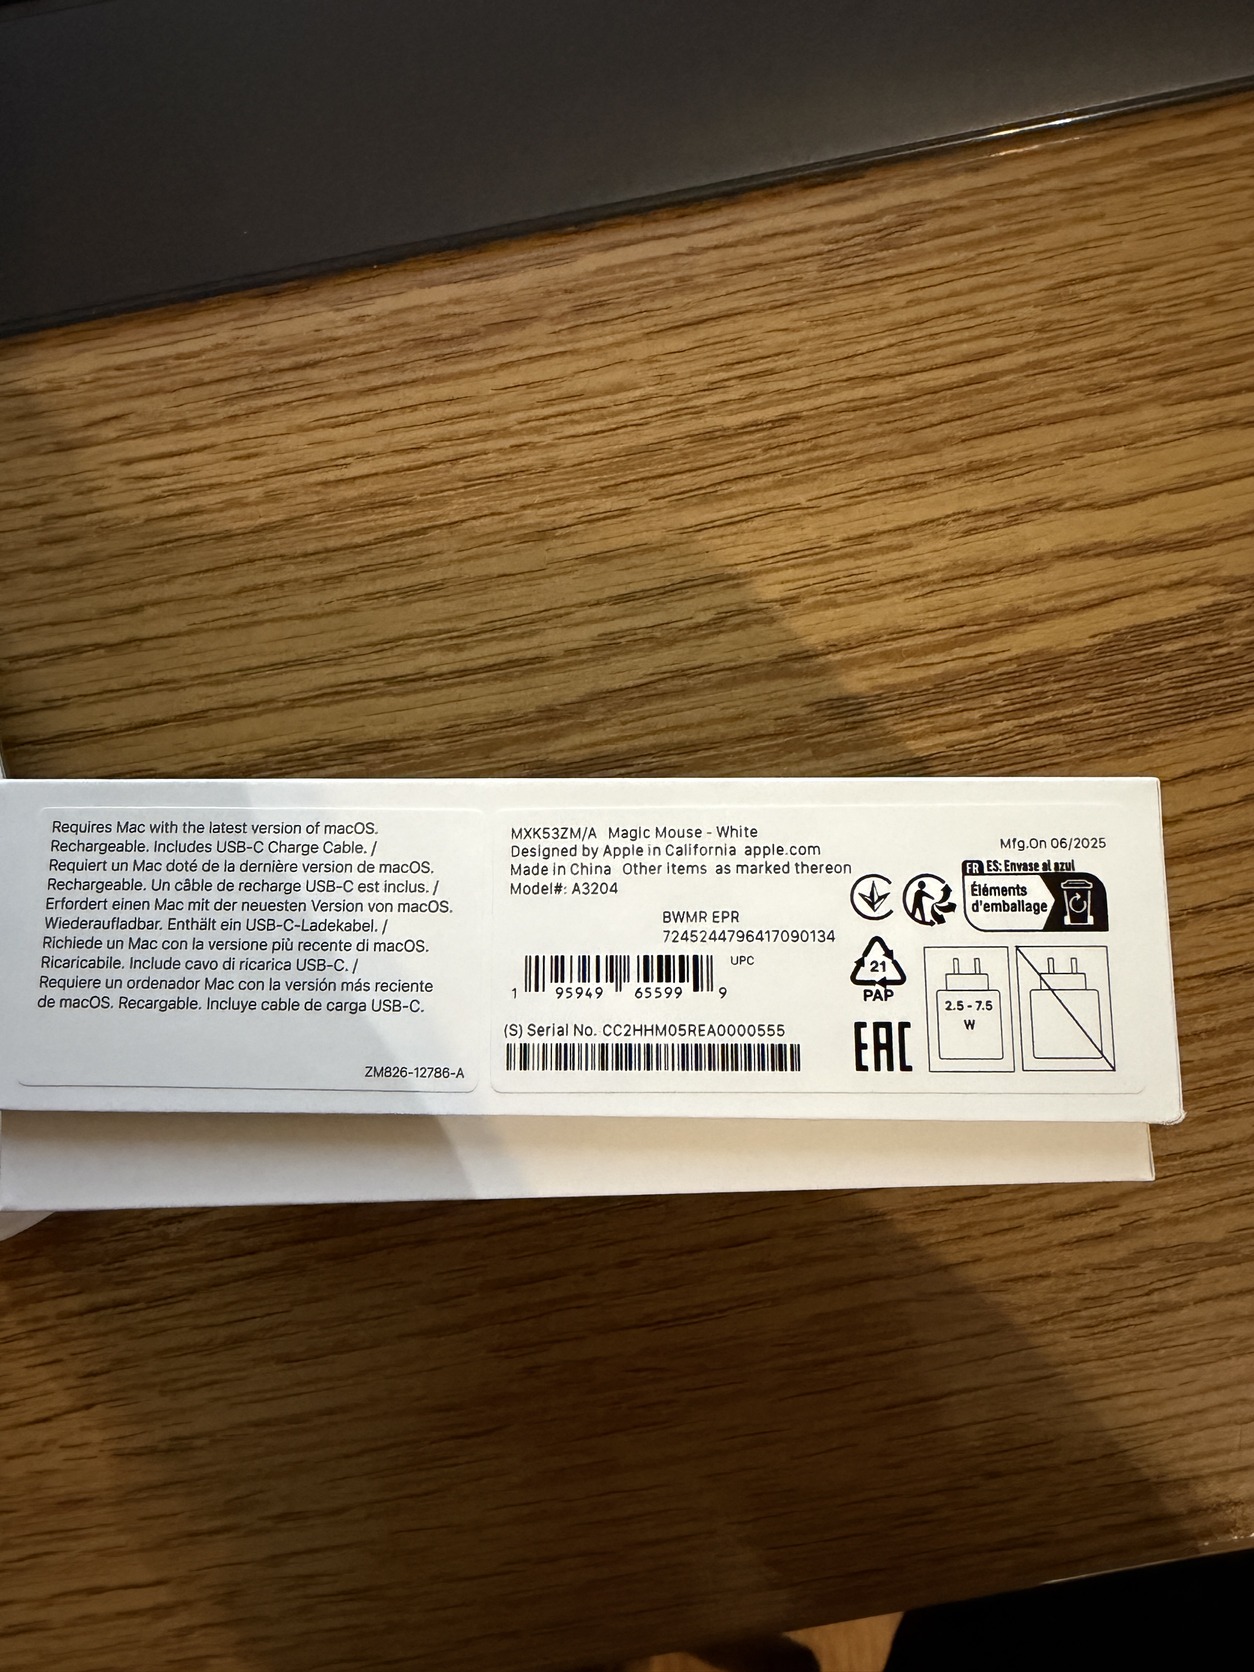 Requires Mac with the latest version of macOS.
Rechargeable. Includes USB-C Charge Cable. /
Requiert un Mac doté de la dernière version de macOS.
Rechargeable. Un câble de recharge USB-C est inclus. /
Erfordert einen Mac mit der neuesten Version von macOS.
Wiederaufladbar. Enthält ein USB-C-Ladekabel. /
Richiede un Mac con la versione più recente di macOS.
Ricaricabile. Include cavo di ricarica USB-C. /
Requiere un ordenador Mac con la versión más reciente
de macOS. Recargable. Incluye cable de carga USB-C.
ZM826-12786-A
MXK53ZM/A Magic Mouse - White
Designed by Apple in California apple.com
Made in China Other items as marked thereon
Model#: A3204
BWMR EPR
7245244796417090134
UPC
1 95949 65599 9
(S) Serial No. CC2HHM05REA0000555
Mfg.On 06/2025
FR ES: Envase al azul
Éléments
d'emballage
21
PAP
EAC
2.5 - 7.5
W